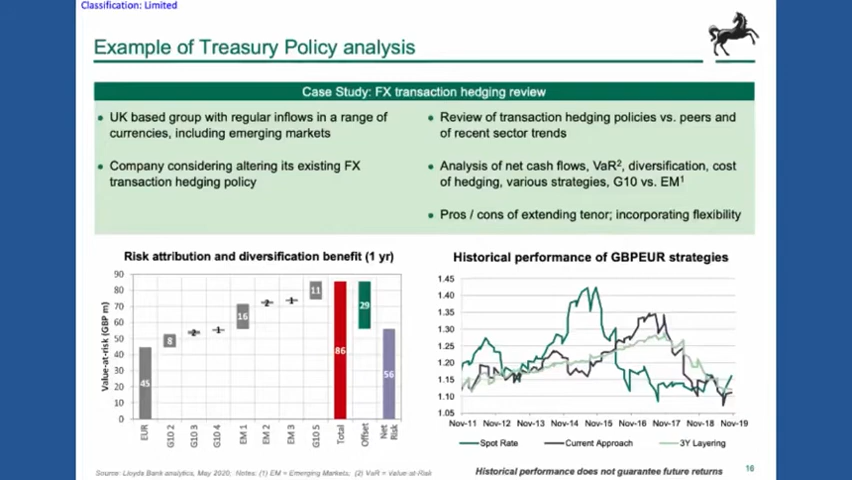 Classification: Limited
Example of Treasury Policy analysis
Case Study: FX transaction hedging review
• UK based group with regular inflows in a range of
currencies, including emerging markets
• Company considering altering its existing FX
transaction hedging policy
• Review of transaction hedging policies vs. peers and
of recent sector trends
• Analysis of net cash flows, VaR², diversification, cost
of hedging, various strategies, G10 vs. EM¹
• Pros / cons of extending tenor; incorporating flexibility
Risk attribution and diversification benefit (1 yr)
Value-at-risk (GBP m)
90
80
70
60
50
40
30
20
10
0
45
8
2
1
16
2
1
11
86
29
56
EUR
G10 2
G10 3
G10 4
EM 1
EM 2
EM 3
G10 5
Total
Offset
Net
Risk
Historical performance of GBPEUR strategies
1.45
1.40
1.35
1.30
1.25
1.20
1.15
1.10
1.05
Nov-11 Nov-12 Nov-13 Nov-14 Nov-15 Nov-16 Nov-17 Nov-18 Nov-19
Spot Rate Current Approach 3Y Layering
Source: Lloyds Bank analytics, May 2020; Notes: (1) EM = Emerging Markets; (2) VaR = Value-at-Risk
Historical performance does not guarantee future returns
16